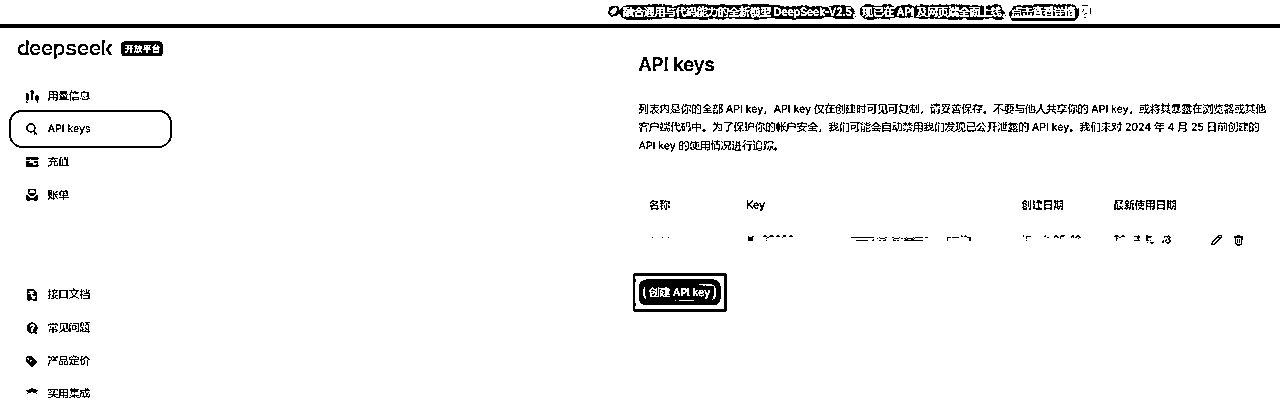 融合通用与代码能力的全新模型 DeepSeek-V2.5，现已在 API 及网页端全面上线，点击查看详情
deepseek 开放平台
用量信息
API keys
充值
账单
接口文档
常见问题
产品定价
实用集成
API keys
列表内是你的全部 API key，API key 仅在创建时可见可复制，请妥善保存。不要与他人共享你的 API key，或将其暴露在浏览器或其他
客户端代码中。为了保护你的帐户安全，我们可能会自动禁用我们发现已公开泄露的 API key。我们未对 2024 年 4 月 25 日前创建的
API key 的使用情况进行追踪。
名称 Key 创建日期 最新使用日期
创建 API key